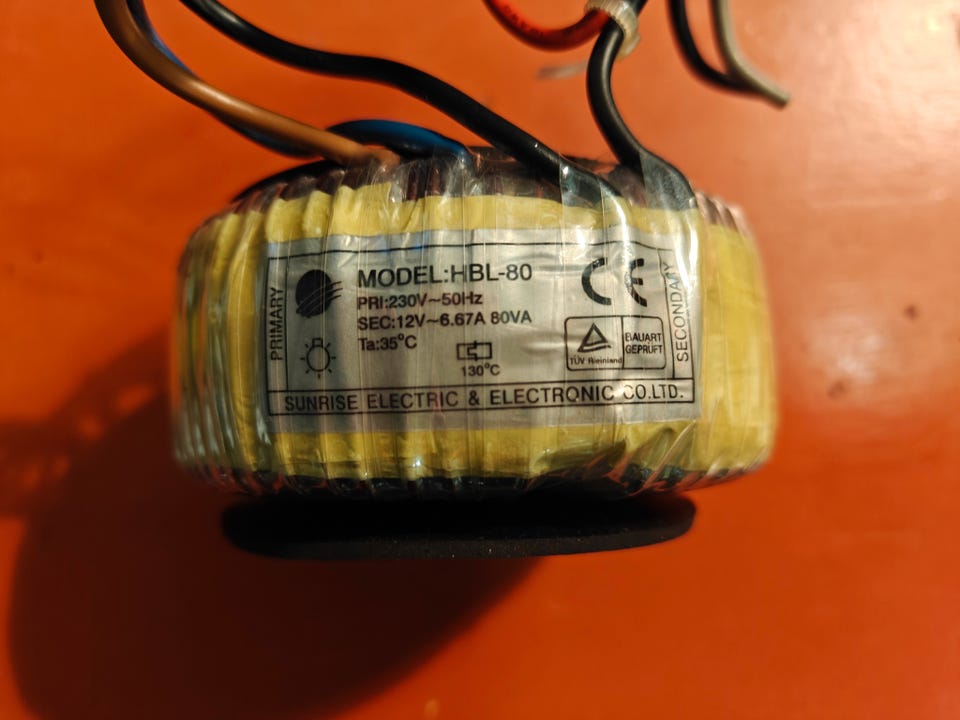 PRIMARY
MODEL:HBL-80
PRI:230V~50Hz
SEC:12V~6.67A 80VA
Ta:35°C
130°C
CE
TÜV Rheinland
BAUART
GEPRÜFT
SECONDARY
SUNRISE ELECTRIC & ELECTRONIC CO.LTD.